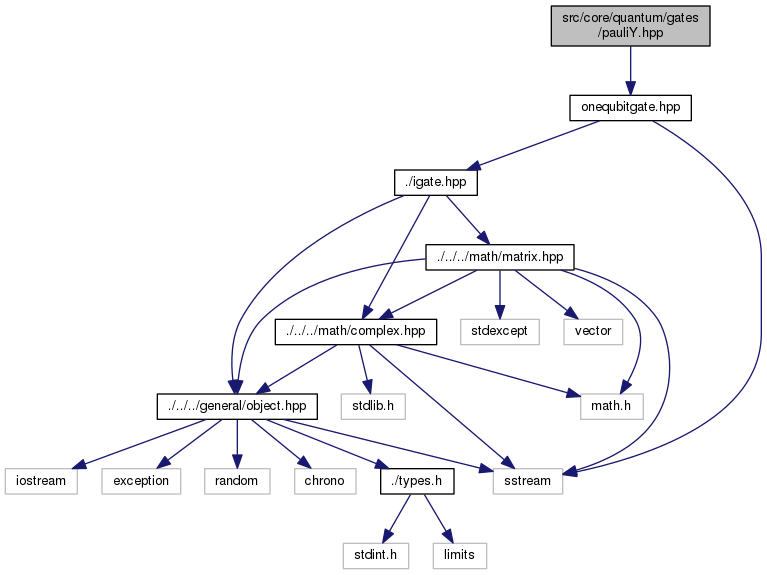 src/core/quantum/gates
/pauliY.hpp
onequbitgate.hpp
./igate.hpp
./../../math/matrix.hpp
./../../math/complex.hpp
stdexcept
vector
./../../general/object.hpp
stdlib.h
math.h
iostream
exception
random
chrono
./types.h
sstream
stdint.h
limits